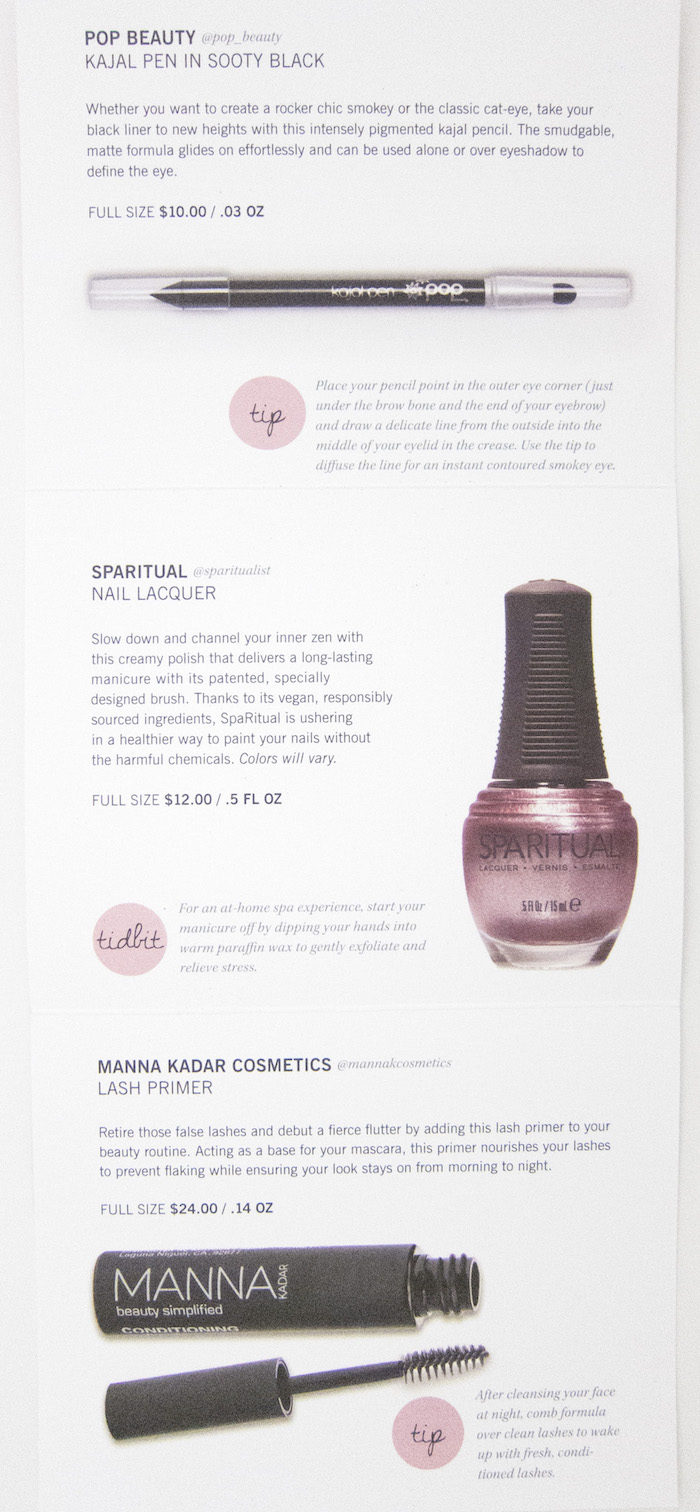 POP BEAUTY @pop_beauty
KAJAL PEN IN SOOTY BLACK
Whether you want to create a rocker chic smokey or the classic cat-eye, take your
black liner to new heights with this intensely pigmented kajal pencil. The smudgable,
matte formula glides on effortlessly and can be used alone or over eyeshadow to
define the eye.
FULL SIZE $10.00 / .03 OZ
kajal pen pop
tip
Place your pencil point in the outer eye corner (just
under the brow bone and the end of your eyebrow)
and draw a delicate line from the outside into the
middle of your eyelid in the crease. Use the tip to
diffuse the line for an instant contoured smokey eye.
SPARITUAL @sparitualist
NAIL LACQUER
Slow down and channel your inner zen with
this creamy polish that delivers a long-lasting
manicure with its patented, specially
designed brush. Thanks to its vegan, responsibly
sourced ingredients, SpaRitual is ushering
in a healthier way to paint your nails without
the harmful chemicals. Colors will vary.
FULL SIZE $12.00 / .5 FL OZ
SPARITUAL
LACQUER • VERNIS • ESMALTE
.5 Fl Oz / 15 mL e
tidbit
For an at-home spa experience, start your
manicure off by dipping your hands into
warm paraffin wax to gently exfoliate and
relieve stress.
MANNA KADAR COSMETICS @mannakcosmetics
LASH PRIMER
Retire those false lashes and debut a fierce flutter by adding this lash primer to your
beauty routine. Acting as a base for your mascara, this primer nourishes your lashes
to prevent flaking while ensuring your look stays on from morning to night.
FULL SIZE $24.00 / .14 OZ
Laguna Niguel, CA. 92677
MANNA KADAR
beauty simplified
CONDITIONING
tip
After cleansing your face
at night, comb formula
over clean lashes to wake
up with fresh, condi-
tioned lashes.